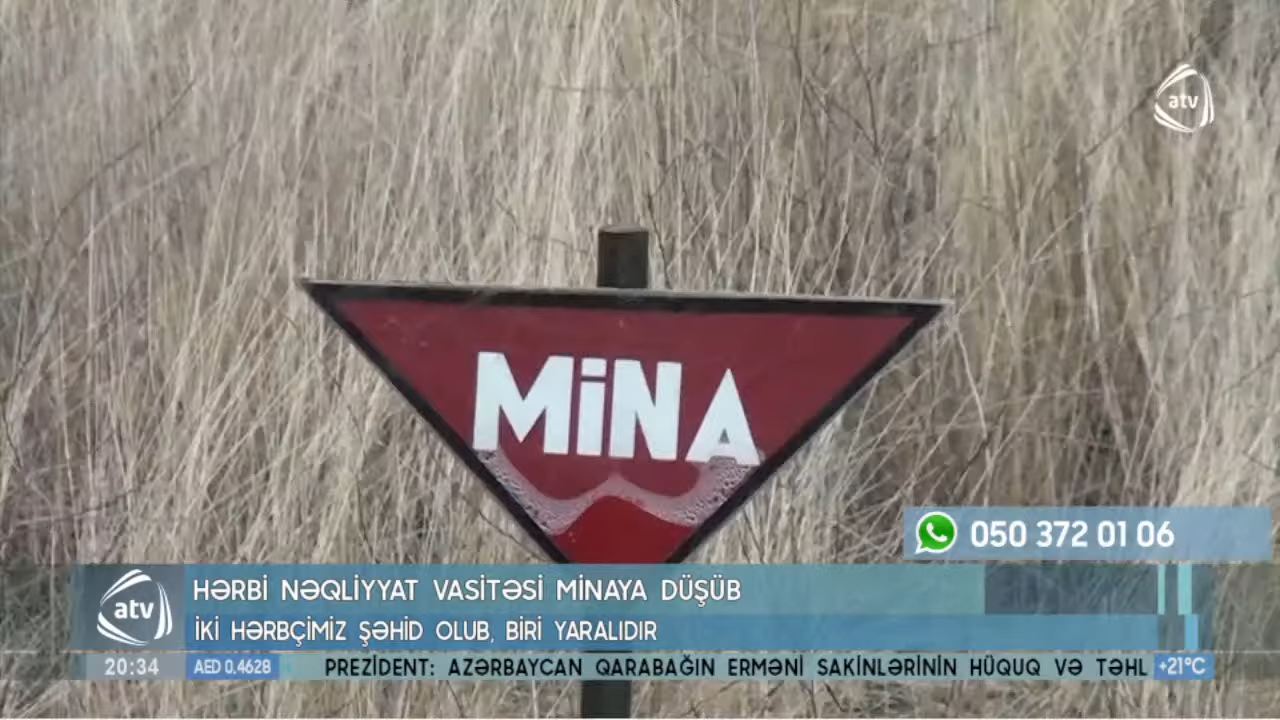 atv
MiNA
050 372 01 06
atv
HƏRBİ NƏQLİYYAT VASİTƏSİ MİNAYA DÜŞÜB
İKİ HƏRBÇİMİZ ŞƏHİD OLUB, BİRİ YARALIDIR
20:34 AED 0,4628 PREZİDENT: AZƏRBAYCAN QARABAĞIN ERMƏNİ SAKİNLƏRİNİN HÜQUQ VƏ TƏHL +21°C